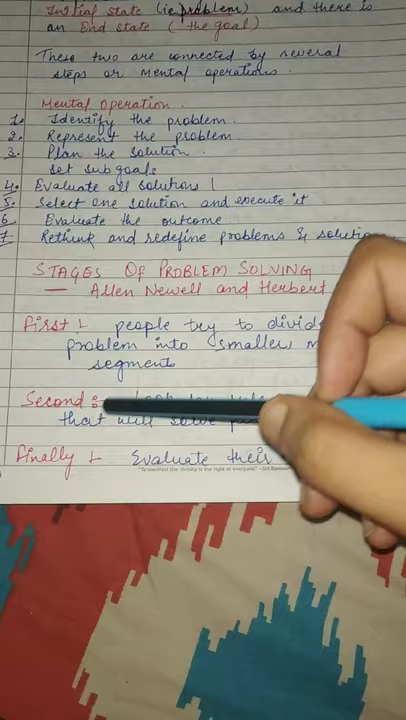 Initial state (ie problem) and there is
an End state ( the goal)
These two are connected by several
steps or mental operations.
Mental Operation.
1. Identify the problem.
2. Represent the problem.
3. Plan the solution.
set sub goals
4. Evaluate all solutions
5. Select one solution and execute it.
6 Evaluate the outcome
7. Rethink and redefine problems &
STAGES OF PROBLEM SOLVING
— Allen Newell and Herbert
First :- people try to
problem into smaller
segments
Second :-
that will solve
Finally :- Evaluate their